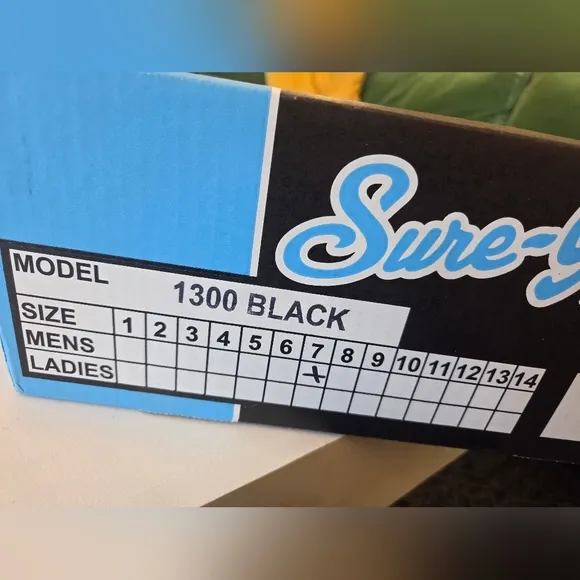 Sure-
MODEL 1300 BLACK
SIZE 1 2 3 4 5 6 7 8 9 10 11 12 13 14
MENS X
LADIES